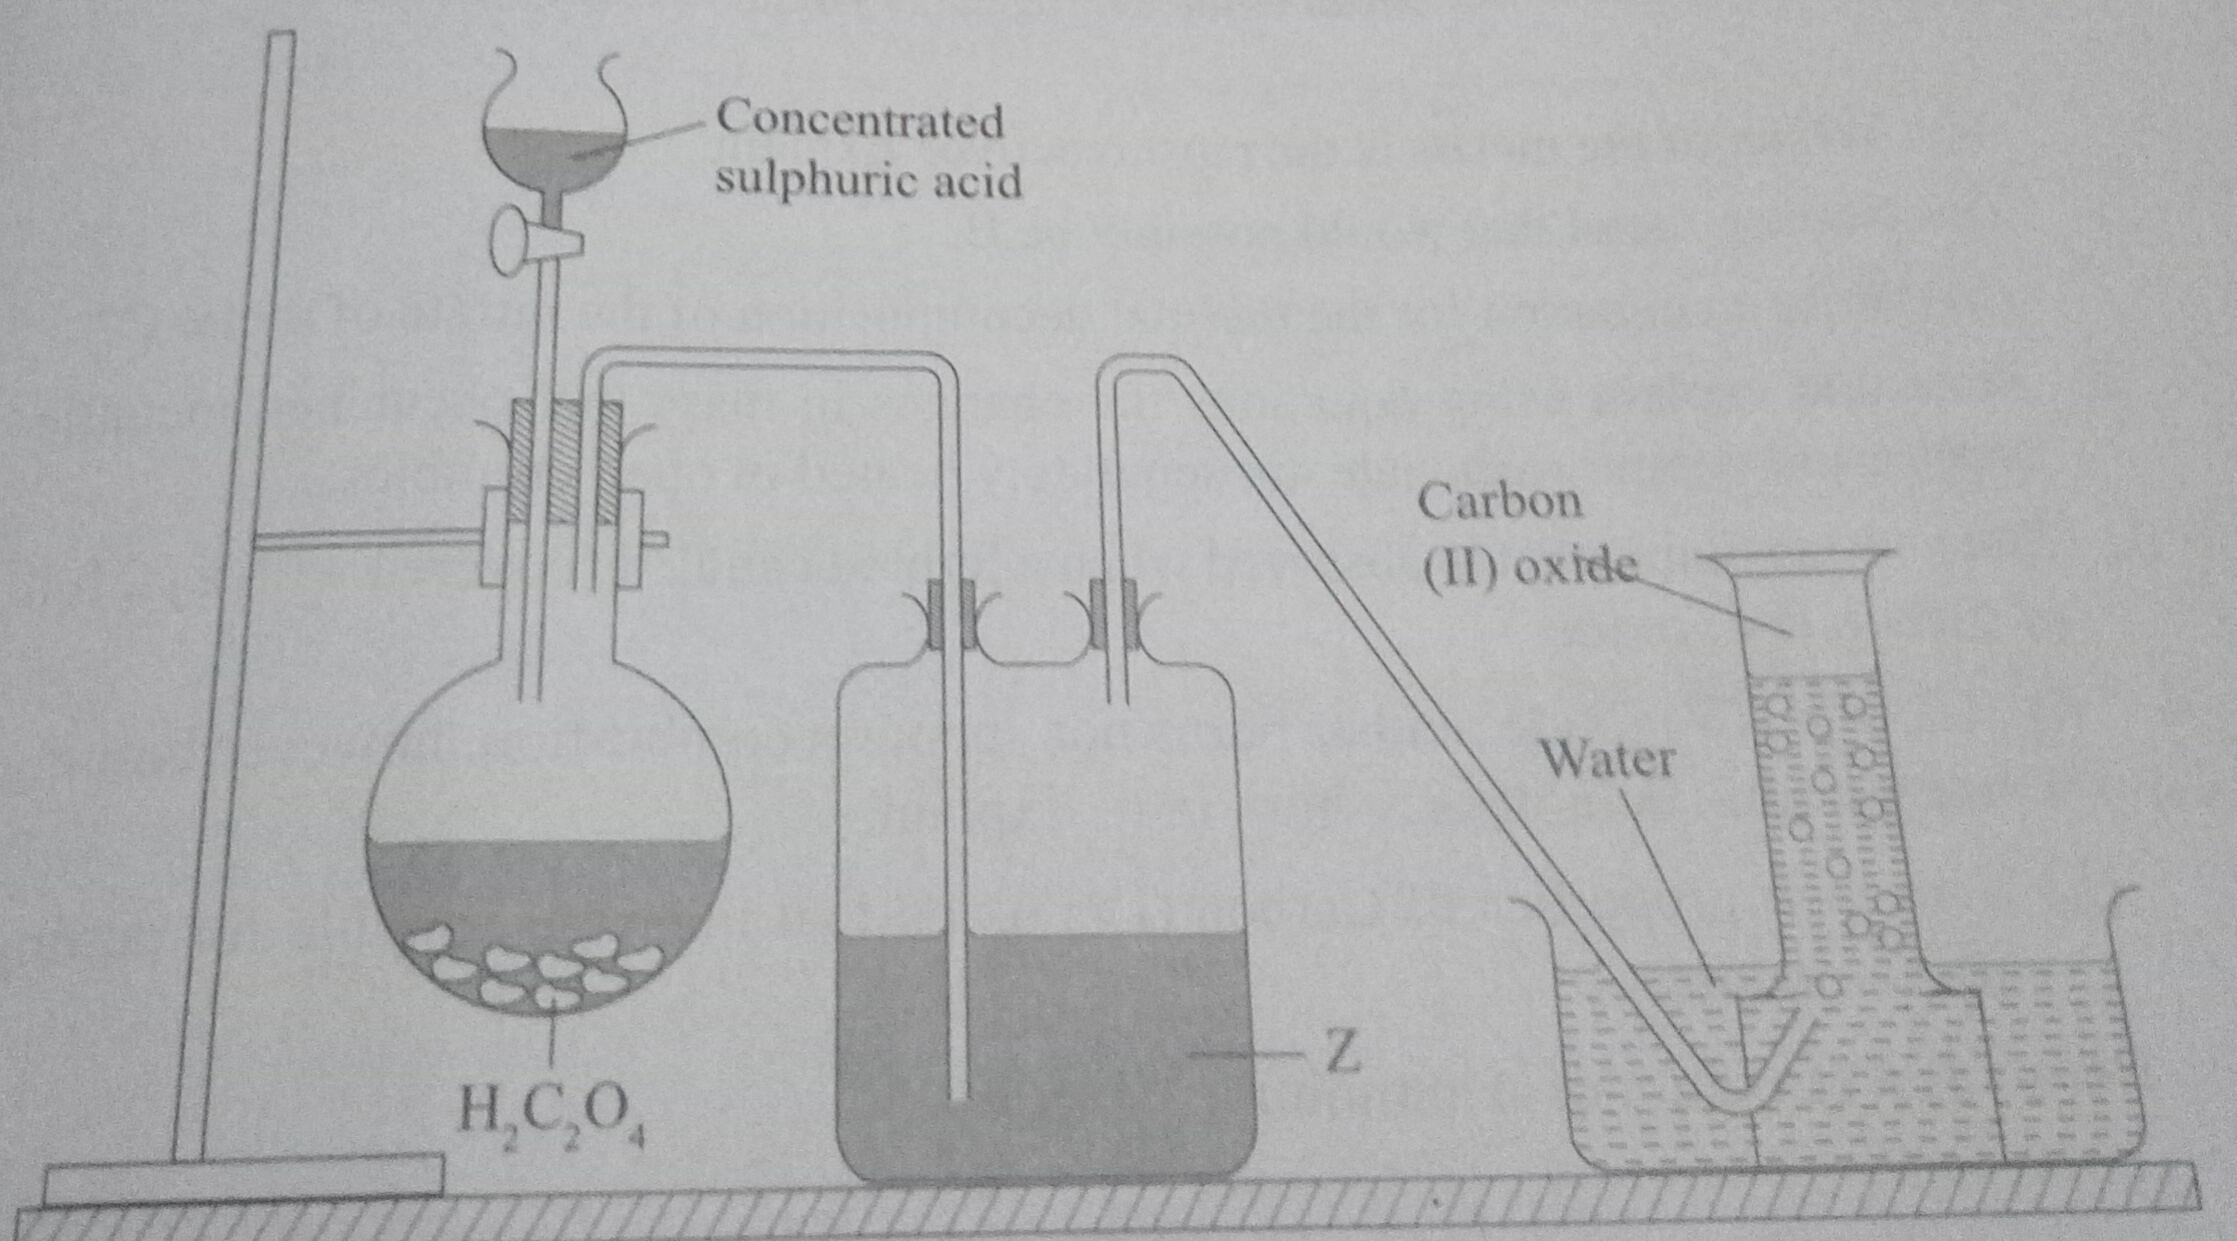 Concentrated
sulphuric acid
Carbon
(II) oxide
Water
Z
H₂C₂O₄